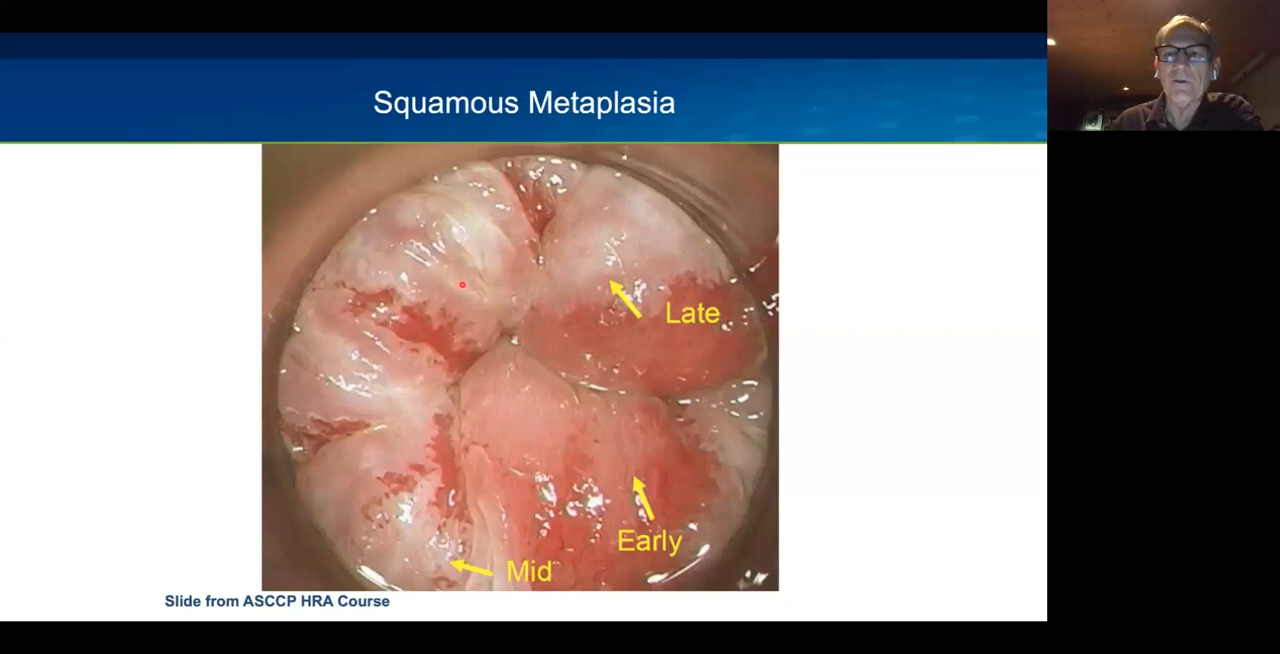 Squamous Metaplasia
Late
Early
Mid
Slide from ASCCP HRA Course